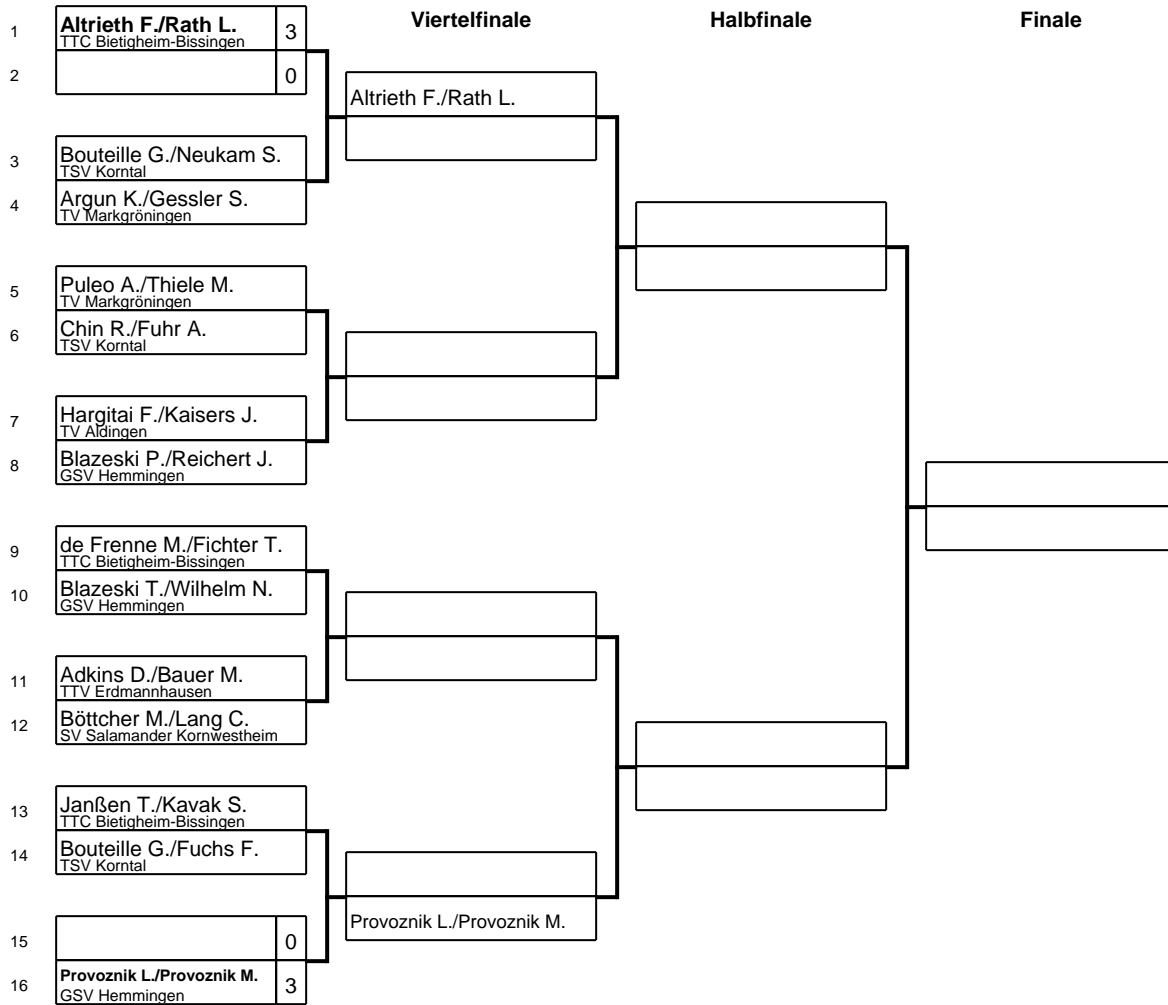 Viertelfinale
Halbfinale
Finale
1
Altrieth F./Rath L.
3
TTC Bietigheim-Bissingen
2
0
Altrieth F./Rath L.
3
Bouteille G./Neukam S.
TSV Korntal
4
Argun K./Gessler S.
TV Markgröningen
5
Puleo A./Thiele M.
TV Markgröningen
6
Chin R./Fuhr A.
TSV Korntal
7
Hargitai F./Kaisers J.
TV Aldingen
8
Blazeski P./Reichert J.
GSV Hemmingen
9
de Frenne M./Fichter T.
TTC Bietigheim-Bissingen
10
Blazeski T./Wilhelm N.
GSV Hemmingen
11
Adkins D./Bauer M.
TTV Erdmannhausen
12
Böttcher M./Lang C.
SV Salamander Kornwestheim
13
Janßen T./Kavak S.
TTC Bietigheim-Bissingen
14
Bouteille G./Fuchs F.
TSV Korntal
Provoznik L./Provoznik M.
15
0
16
Provoznik L./Provoznik M.
3
GSV Hemmingen